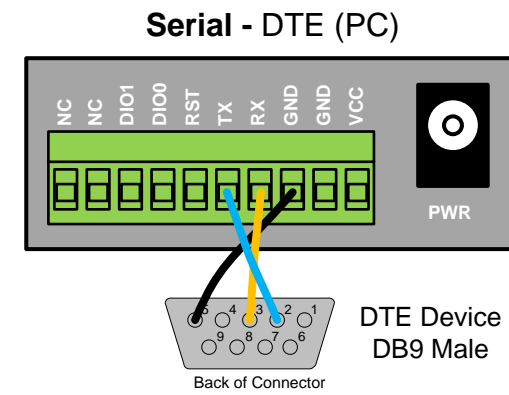 Serial - DTE (PC)
NC NC DIO1 DIO0 RST TX RX GND GND VCC
PWR
5 4 3 2 1
9 8 7 6
DTE Device
DB9 Male
Back of Connector